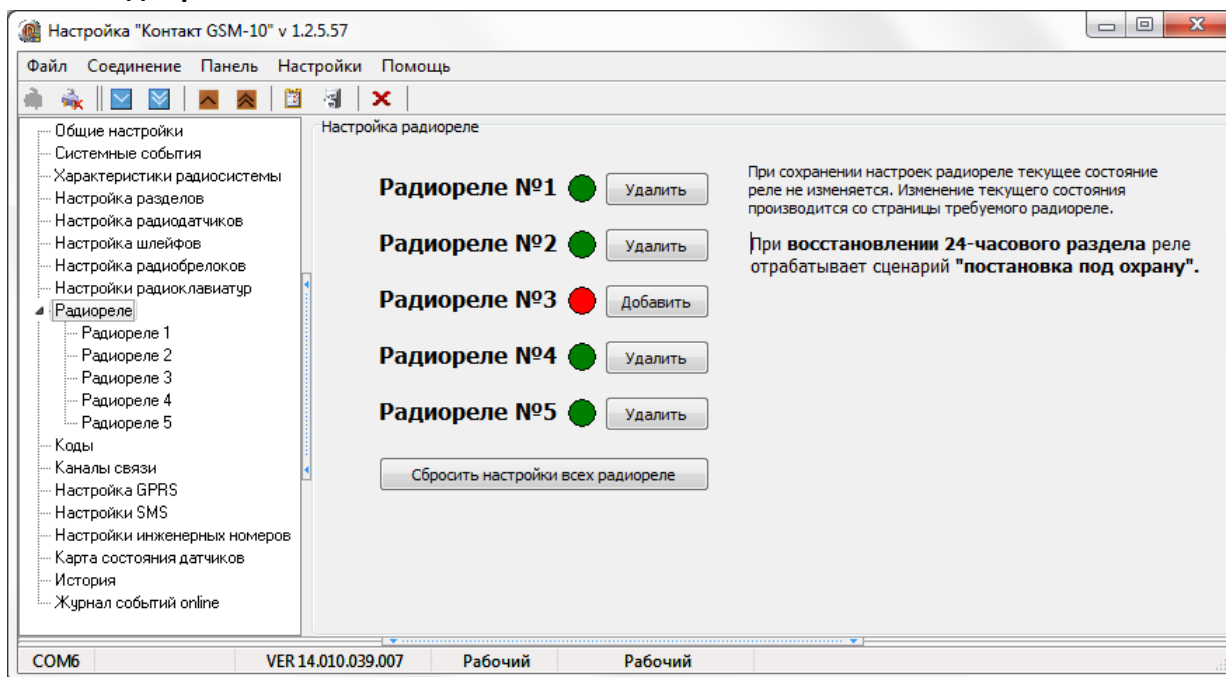 Настройка "Контакт GSM-10" v 1.2.5.57
Файл Соединение Панель Настройки Помощь
Общие настройки
Системные события
Характеристики радиосистемы
Настройка разделов
Настройка радиодатчиков
Настройка шлейфов
Настройка радиобрелоков
Настройки радиоклавиатур
Радиореле
Радиореле 1
Радиореле 2
Радиореле 3
Радиореле 4
Радиореле 5
Коды
Каналы связи
Настройка GPRS
Настройки SMS
Настройки инженерных номеров
Карта состояния датчиков
История
Журнал событий online
Настройка радиореле
Радиореле №1 Удалить
Радиореле №2 Удалить
Радиореле №3 Добавить
Радиореле №4 Удалить
Радиореле №5 Удалить
Сбросить настройки всех радиореле
При сохранении настроек радиореле текущее состояние
реле не изменяется. Изменение текущего состояния
производится со страницы требуемого радиореле.
При восстановлении 24-часового раздела реле
отрабатывает сценарий "постановка под охрану".
COM6 VER 14.010.039.007 Рабочий Рабочий